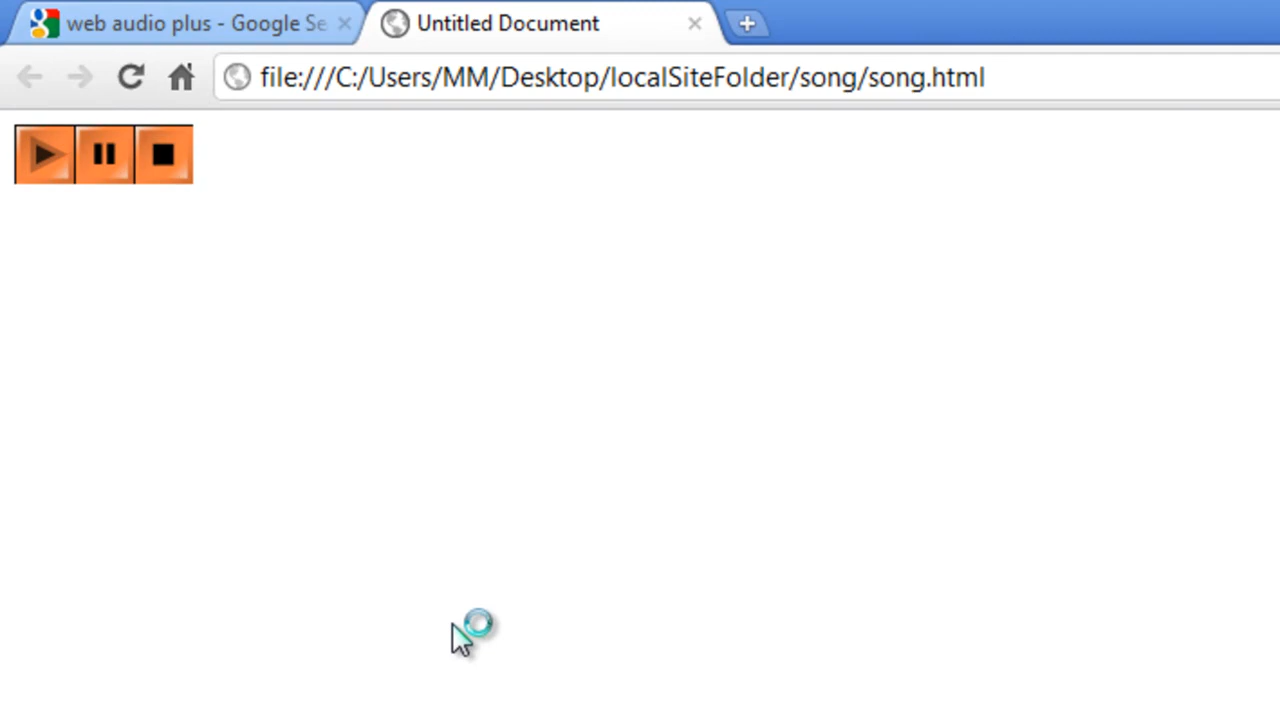 web audio plus - Google Se
Untitled Document
file:///C:/Users/MM/Desktop/localSiteFolder/song/song.html